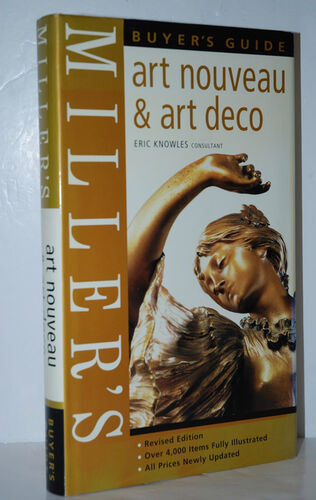 BUYER'S GUIDE
MILLER'S
art nouveau
& art deco
ERIC KNOWLES CONSULTANT
• Revised Edition
• Over 4,000 Items Fully Illustrated
• All Prices Newly Updated
MILLER'S
art nouveau
BUYER'S